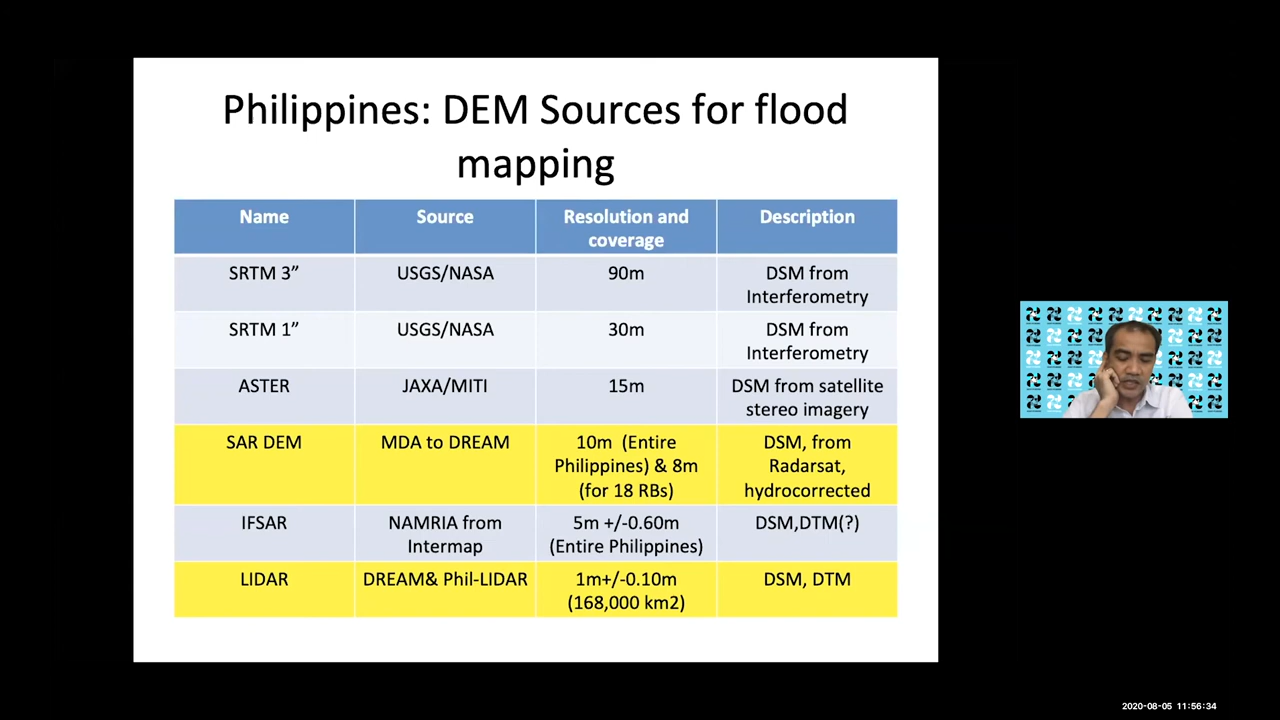 Philippines: DEM Sources for flood
mapping
Name
Source
Resolution and
coverage
Description
SRTM 3”
USGS/NASA
90m
DSM from
Interferometry
SRTM 1”
USGS/NASA
30m
DSM from
Interferometry
ASTER
JAXA/MITI
15m
DSM from satellite
stereo imagery
SAR DEM
MDA to DREAM
10m (Entire
Philippines) & 8m
(for 18 RBs)
DSM, from
Radarsat,
hydrocorrected
IFSAR
NAMRIA from
Intermap
5m +/-0.60m
(Entire Philippines)
DSM,DTM(?)
LIDAR
DREAM& Phil-LIDAR
1m+/-0.10m
(168,000 km2)
DSM, DTM
2020-08-05 11:56:34